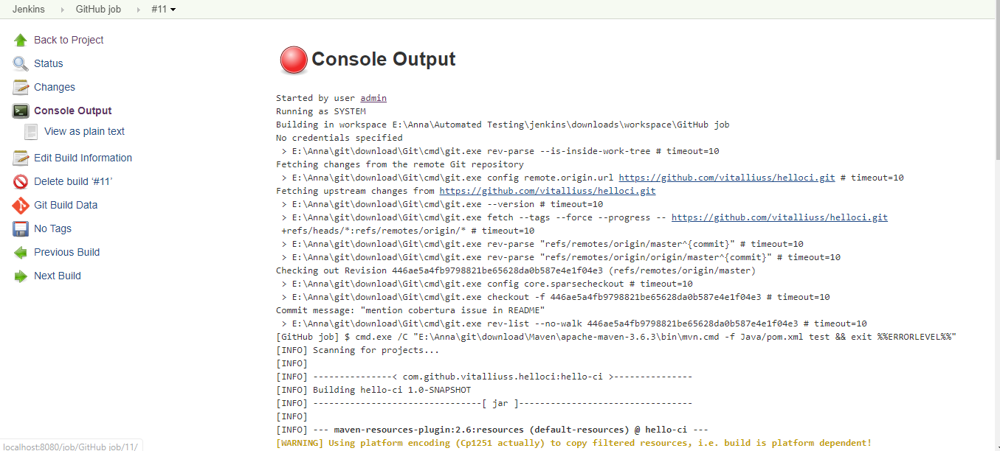 Jenkins
GitHub job
#11
Back to Project
Status
Changes
Console Output
View as plain text
Edit Build Information
Delete build ‘#11’
Git Build Data
No Tags
Previous Build
Next Build
Console Output
Started by user admin
Running as SYSTEM
Building in workspace E:\Anna\Automated Testing\jenkins\downloads\workspace\GitHub job
No credentials specified
> E:\Anna\git\download\Git\cmd\git.exe rev-parse --is-inside-work-tree # timeout=10
Fetching changes from the remote Git repository
> E:\Anna\git\download\Git\cmd\git.exe config remote.origin.url https://github.com/vitalliuss/helloci.git # timeout=10
Fetching upstream changes from https://github.com/vitalliuss/helloci.git
> E:\Anna\git\download\Git\cmd\git.exe --version # timeout=10
> E:\Anna\git\download\Git\cmd\git.exe fetch --tags --force --progress -- https://github.com/vitalliuss/helloci.git
+refs/heads/*:refs/remotes/origin/* # timeout=10
> E:\Anna\git\download\Git\cmd\git.exe rev-parse "refs/remotes/origin/master^{commit}" # timeout=10
> E:\Anna\git\download\Git\cmd\git.exe rev-parse "refs/remotes/origin/origin/master^{commit}" # timeout=10
Checking out Revision 446ae5a4fb9798821be65628da0b587e4e1f04e3 (refs/remotes/origin/master)
> E:\Anna\git\download\Git\cmd\git.exe config core.sparsecheckout # timeout=10
> E:\Anna\git\download\Git\cmd\git.exe checkout -f 446ae5a4fb9798821be65628da0b587e4e1f04e3 # timeout=10
Commit message: "mention cobertura issue in README"
> E:\Anna\git\download\Git\cmd\git.exe rev-list --no-walk 446ae5a4fb9798821be65628da0b587e4e1f04e3 # timeout=10
[GitHub job] $ cmd.exe /C "E:\Anna\git\download\Maven\apache-maven-3.6.3\bin\mvn.cmd -f Java/pom.xml test && exit %%ERRORLEVEL%%"
[INFO] Scanning for projects...
[INFO]
[INFO] ---------------< com.github.vitalliuss.helloci:hello-ci >---------------
[INFO] Building hello-ci 1.0-SNAPSHOT
[INFO] --------------------------------[ jar ]---------------------------------
[INFO]
[INFO] --- maven-resources-plugin:2.6:resources (default-resources) @ hello-ci ---
[WARNING] Using platform encoding (Cp1251 actually) to copy filtered resources, i.e. build is platform dependent!
localhost:8080/job/GitHub job/11/